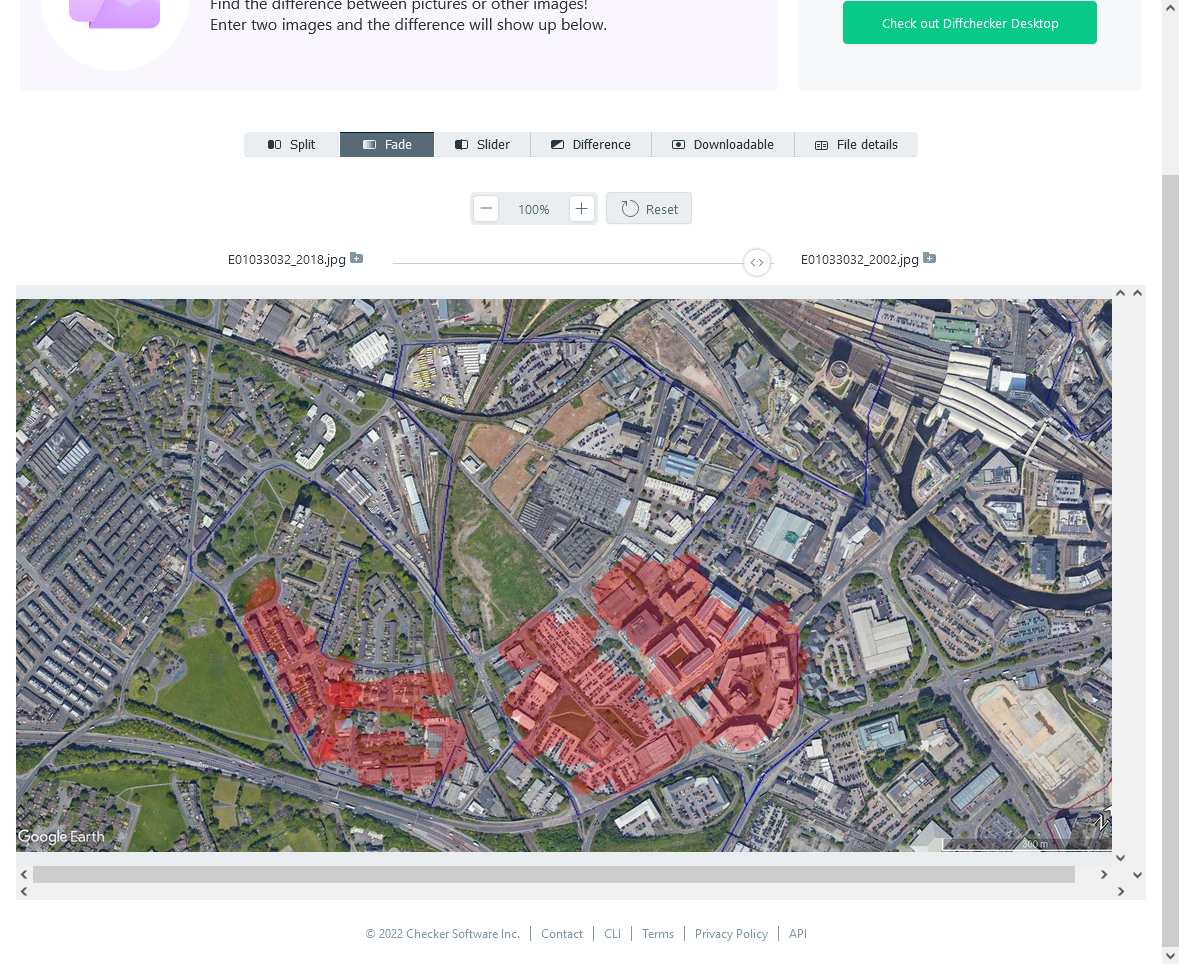 Find the difference between pictures or other images!
Enter two images and the difference will show up below.
Check out Diffchecker Desktop
Split
Fade
Slider
Difference
Downloadable
File details
100%
Reset
E01033032_2018.jpg
E01033032_2002.jpg
Google Earth
300 m
© 2022 Checker Software Inc.
Contact
CLI
Terms
Privacy Policy
API